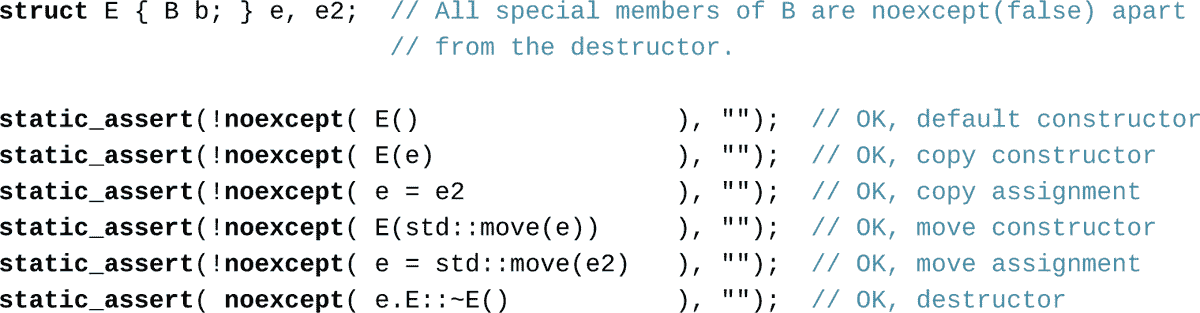 struct E { B b; } e, e2;  // All special members of B are noexcept(false) apart
                          // from the destructor.
static_assert(!noexcept( E()                 ), "");  // OK, default constructor
static_assert(!noexcept( E(e)                ), "");  // OK, copy constructor
static_assert(!noexcept( e = e2              ), "");  // OK, copy assignment
static_assert(!noexcept( E(std::move(e))     ), "");  // OK, move constructor
static_assert(!noexcept( e = std::move(e2)   ), "");  // OK, move assignment
static_assert( noexcept( e.E::~E()           ), "");  // OK, destructor